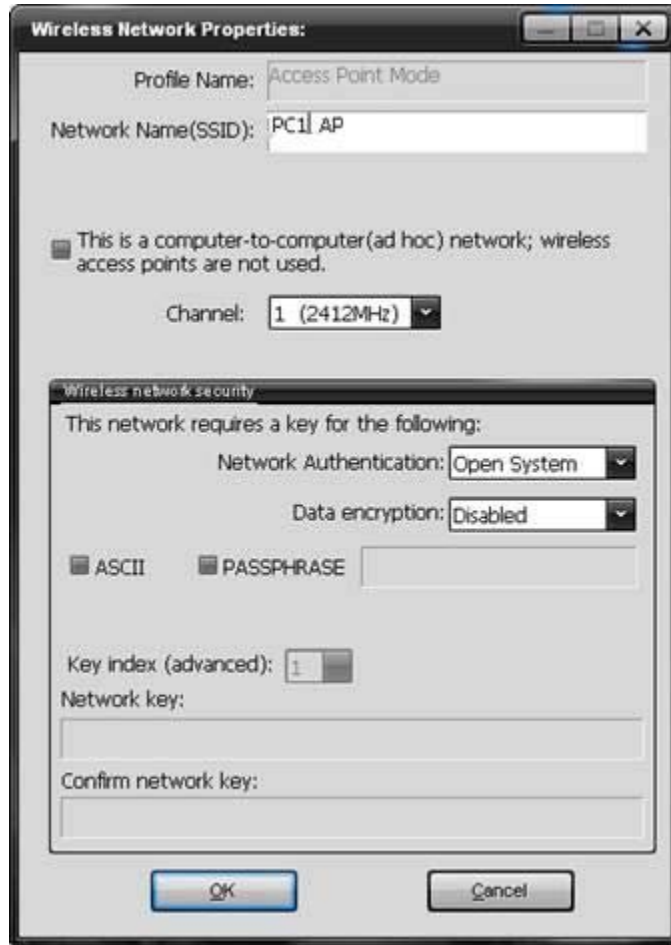 Wireless Network Properties:
Profile Name: Access Point Mode
Network Name(SSID): PC1 AP
This is a computer-to-computer(ad hoc) network; wireless
access points are not used.
Channel: 1 (2412MHz)
Wireless network security
This network requires a key for the following:
Network Authentication: Open System
Data encryption: Disabled
ASCII PASSPHRASE
Key index (advanced): 1
Network key:
Confirm network key:
OK Cancel